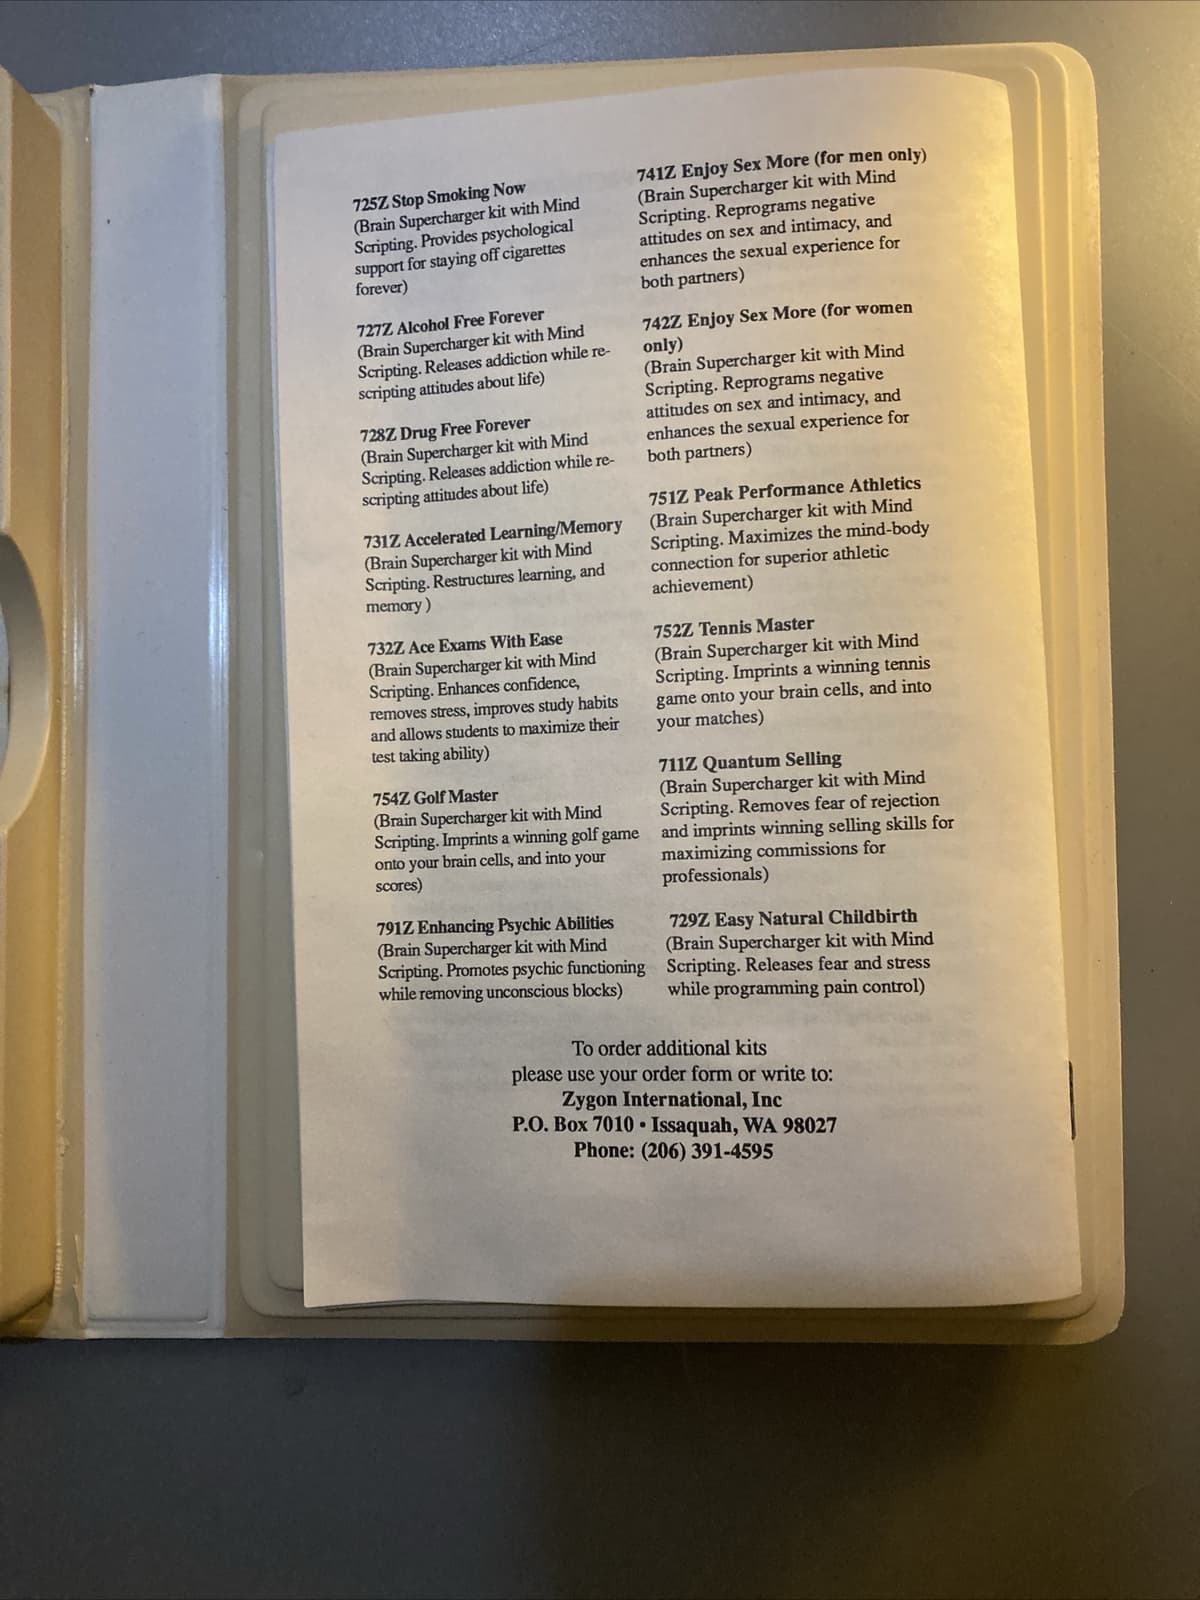 725Z Stop Smoking Now
(Brain Supercharger kit with Mind
Scripting. Provides psychological
support for staying off cigarettes
forever)
727Z Alcohol Free Forever
(Brain Supercharger kit with Mind
Scripting. Releases addiction while re-
scripting attitudes about life)
728Z Drug Free Forever
(Brain Supercharger kit with Mind
Scripting. Releases addiction while re-
scripting attitudes about life)
731Z Accelerated Learning/Memory
(Brain Supercharger kit with Mind
Scripting. Restructures learning, and
memory )
732Z Ace Exams With Ease
(Brain Supercharger kit with Mind
Scripting. Enhances confidence,
removes stress, improves study habits
and allows students to maximize their
test taking ability)
754Z Golf Master
(Brain Supercharger kit with Mind
Scripting. Imprints a winning golf game
onto your brain cells, and into your
scores)
791Z Enhancing Psychic Abilities
(Brain Supercharger kit with Mind
Scripting. Promotes psychic functioning
while removing unconscious blocks)
741Z Enjoy Sex More (for men only)
(Brain Supercharger kit with Mind
Scripting. Reprograms negative
attitudes on sex and intimacy, and
enhances the sexual experience for
both partners)
742Z Enjoy Sex More (for women
only)
(Brain Supercharger kit with Mind
Scripting. Reprograms negative
attitudes on sex and intimacy, and
enhances the sexual experience for
both partners)
751Z Peak Performance Athletics
(Brain Supercharger kit with Mind
Scripting. Maximizes the mind-body
connection for superior athletic
achievement)
752Z Tennis Master
(Brain Supercharger kit with Mind
Scripting. Imprints a winning tennis
game onto your brain cells, and into
your matches)
711Z Quantum Selling
(Brain Supercharger kit with Mind
Scripting. Removes fear of rejection
and imprints winning selling skills for
maximizing commissions for
professionals)
729Z Easy Natural Childbirth
(Brain Supercharger kit with Mind
Scripting. Releases fear and stress
while programming pain control)
To order additional kits
please use your order form or write to:
Zygon International, Inc
P.O. Box 7010 • Issaquah, WA 98027
Phone: (206) 391-4595